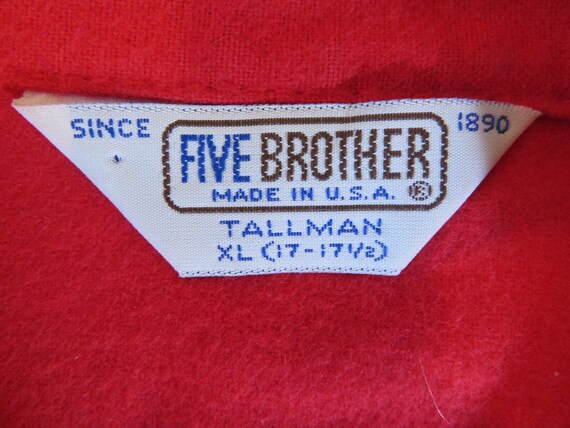 SINCE 1890
FIVE BROTHER
MADE IN U.S.A. ®
TALLMAN
XL (17-17½)